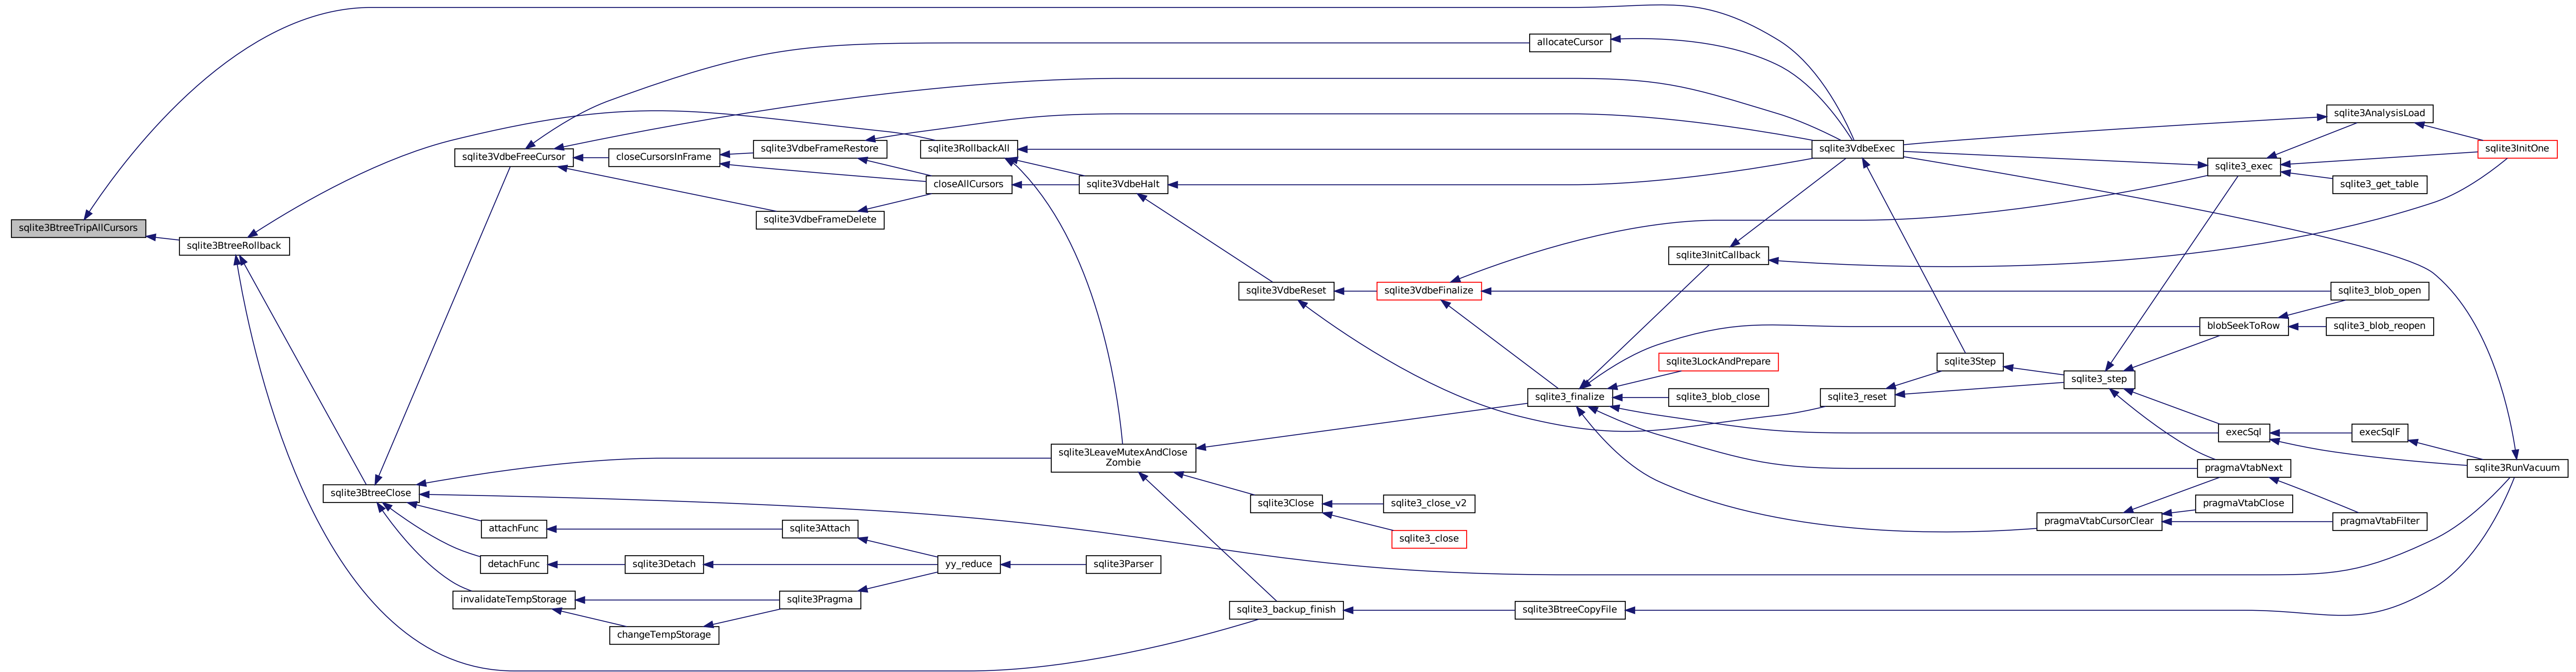 sqlite3BtreeTripAllCursors
sqlite3BtreeRollback
sqlite3BtreeClose
sqlite3VdbeFreeCursor
attachFunc
detachFunc
invalidateTempStorage
closeCursorsInFrame
sqlite3Detach
changeTempStorage
sqlite3VdbeFrameRestore
sqlite3VdbeFrameDelete
sqlite3Attach
sqlite3Pragma
sqlite3RollbackAll
closeAllCursors
yy_reduce
sqlite3VdbeHalt
sqlite3LeaveMutexAndClose
Zombie
sqlite3Parser
sqlite3VdbeReset
sqlite3Close
sqlite3_backup_finish
sqlite3VdbeFinalize
sqlite3_close_v2
sqlite3_close
allocateCursor
sqlite3_finalize
sqlite3BtreeCopyFile
sqlite3InitCallback
sqlite3LockAndPrepare
sqlite3_blob_close
sqlite3VdbeExec
sqlite3_reset
sqlite3Step
sqlite3_step
pragmaVtabCursorClear
sqlite3_exec
blobSeekToRow
execSql
pragmaVtabNext
pragmaVtabClose
sqlite3AnalysisLoad
sqlite3_get_table
sqlite3_blob_open
sqlite3_blob_reopen
execSqlF
pragmaVtabFilter
sqlite3InitOne
sqlite3RunVacuum